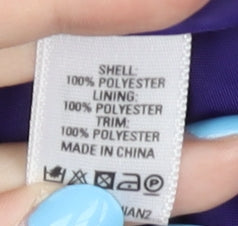 SHELL:
100% POLYESTER
LINING:
100% POLYESTER
TRIM:
100% POLYESTER
MADE IN CHINA